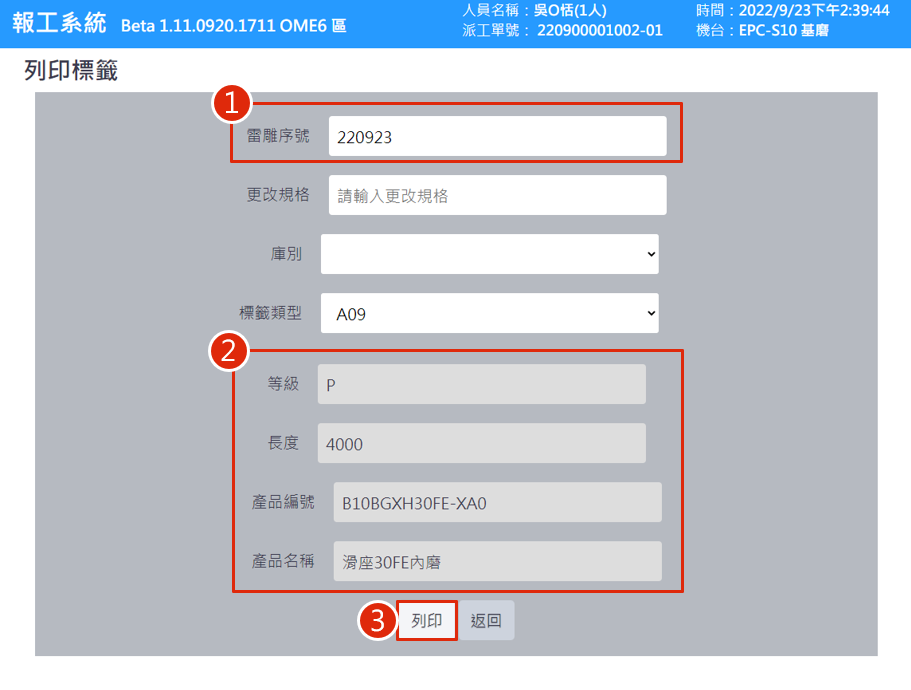 報工系統 Beta 1.11.0920.1711 OME6 區
人員名稱：吳O恬(1人) 時間：2022/9/23下午2:39:44
派工單號： 220900001002-01 機台：EPC-S10 基磨
列印標籤
1
雷雕序號 220923
更改規格 請輸入更改規格
庫別
標籤類型 A09
2
等級 P
長度 4000
產品編號 B10BGXH30FE-XA0
產品名稱 滑座30FE內磨
3 列印 返回